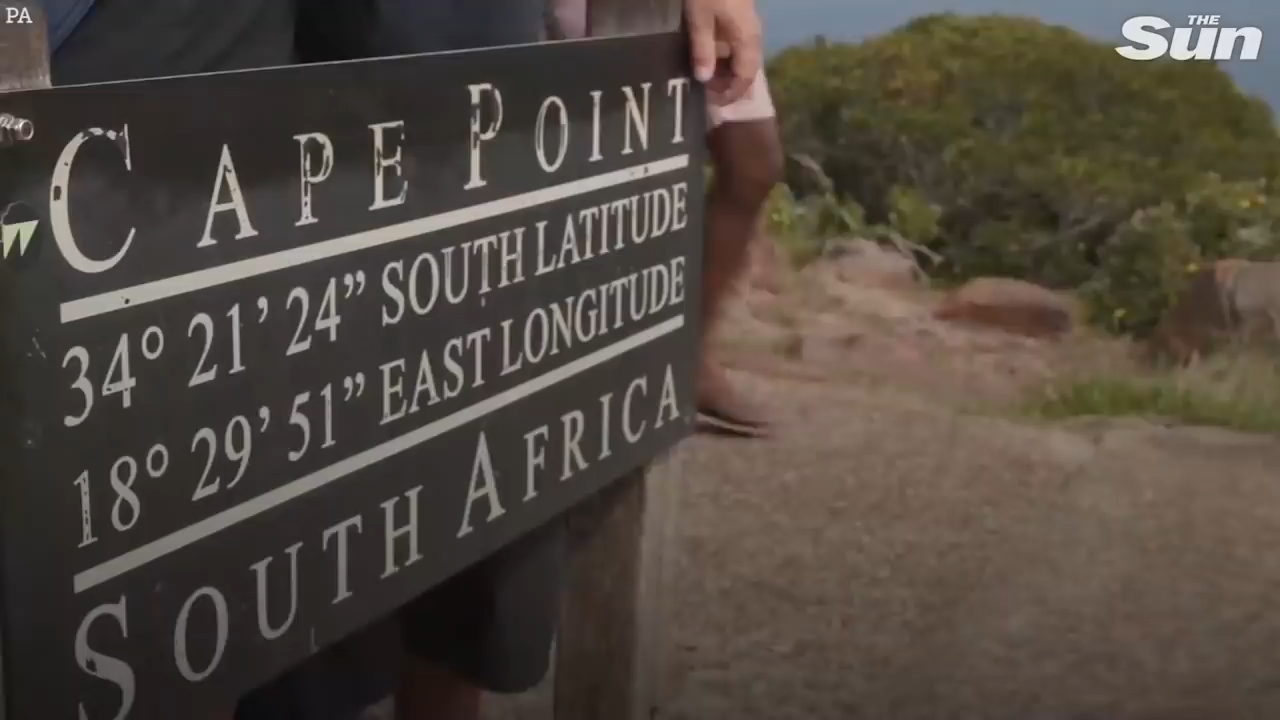 PA
THE
Sun
CAPE POINT
34° 21’ 24” SOUTH LATITUDE
18° 29’ 51” EAST LONGITUDE
SOUTH AFRICA